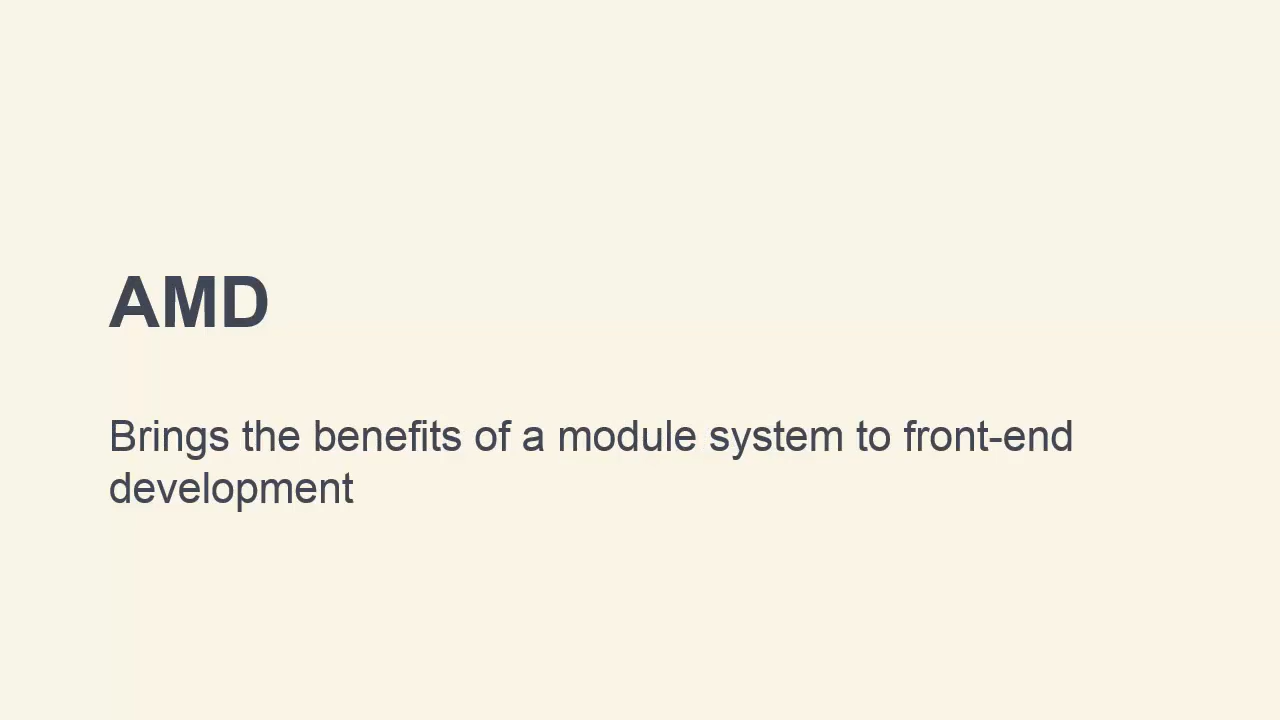 AMD
Brings the benefits of a module system to front-end
development